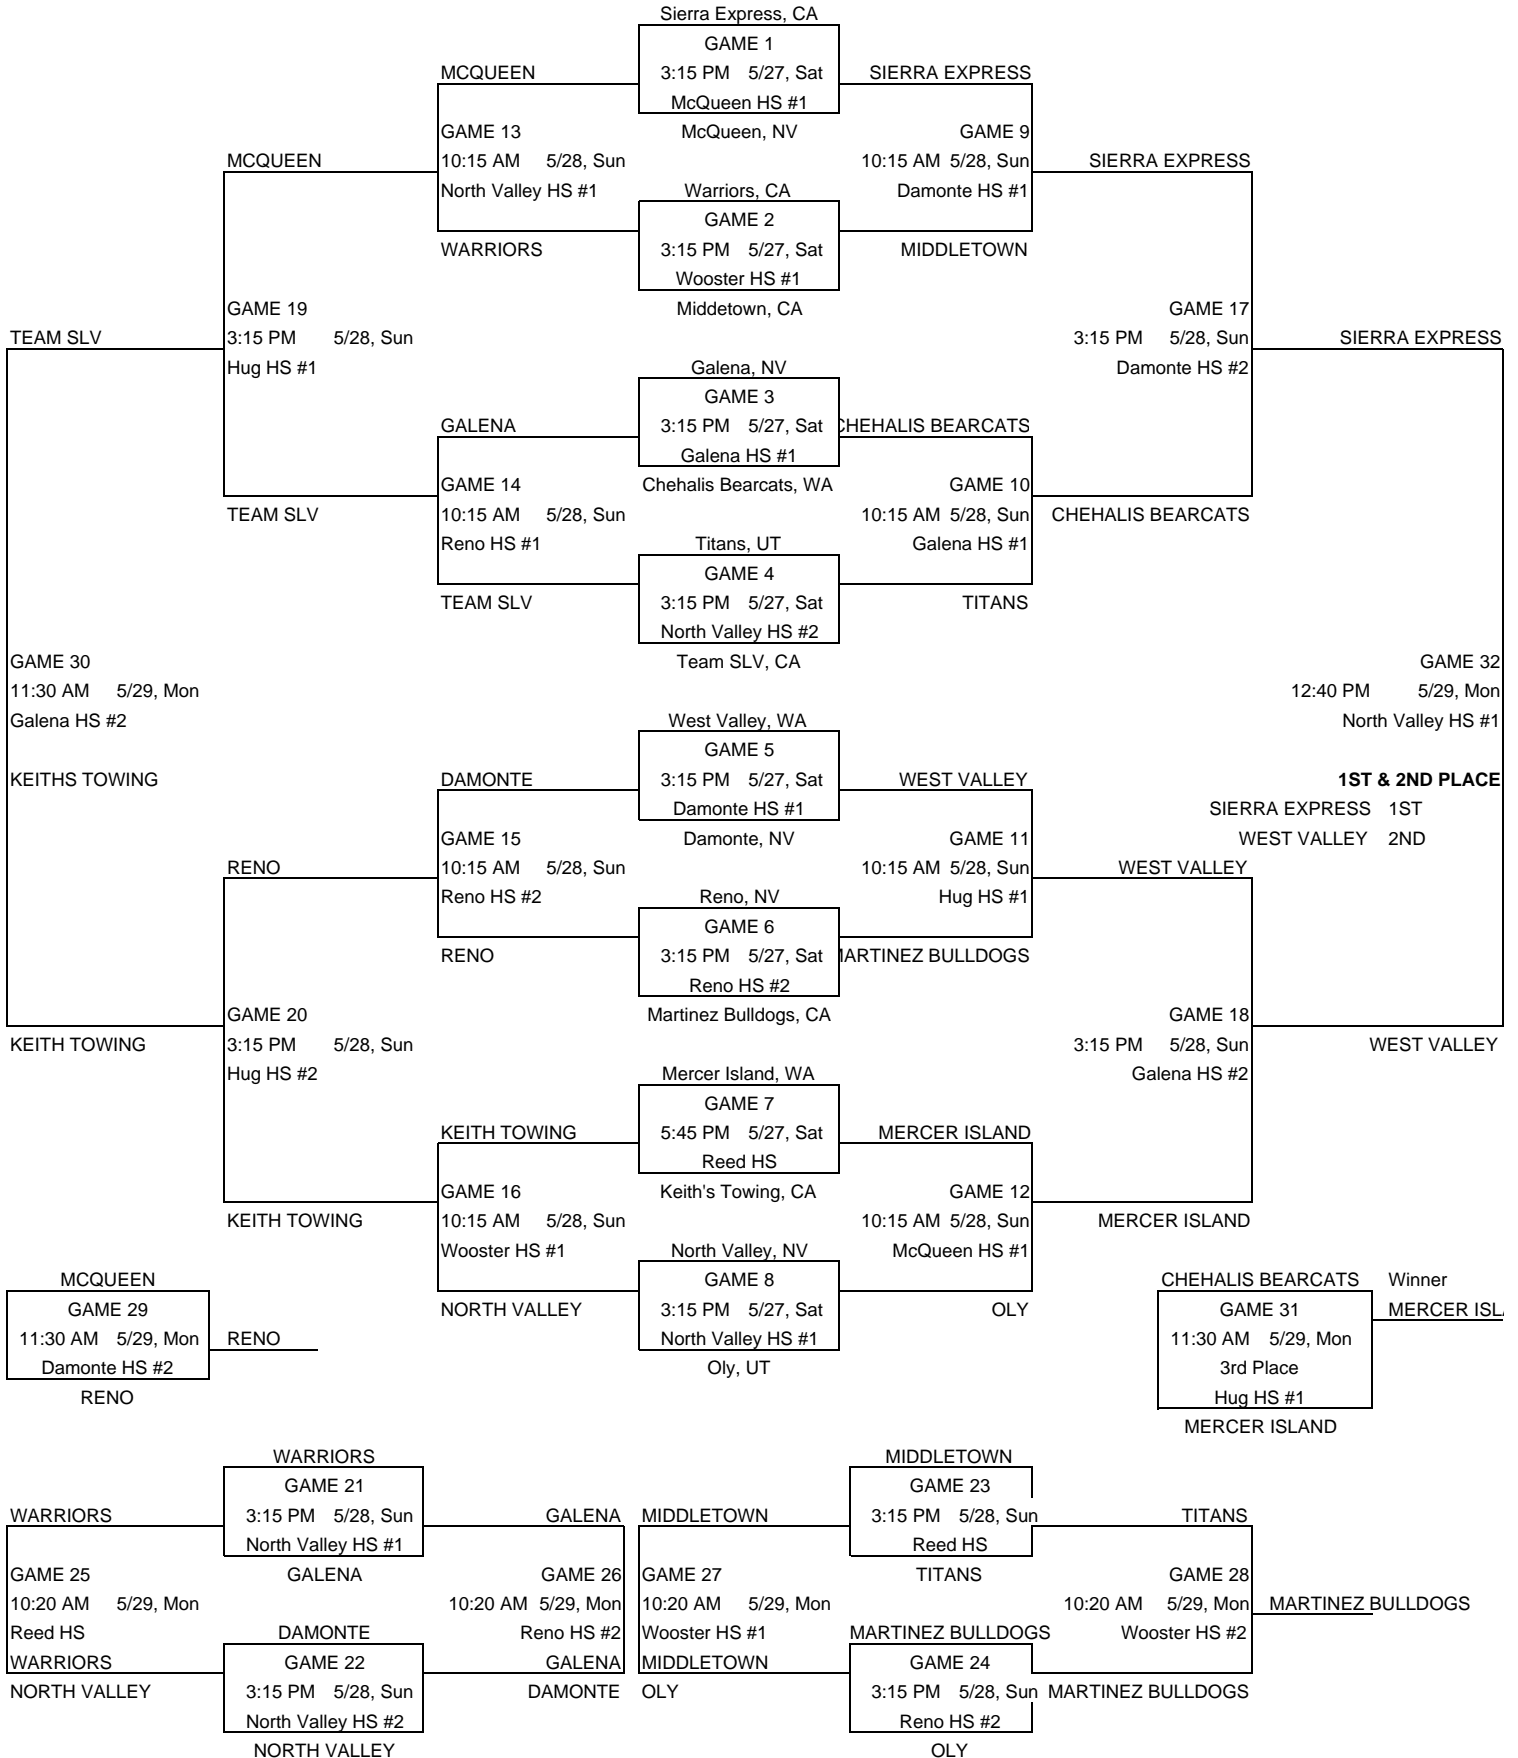 Sierra Express, CA
GAME 1
MCQUEEN 3:15 PM 5/27, Sat SIERRA EXPRESS
McQueen HS #1
GAME 13 McQueen, NV GAME 9
MCQUEEN 10:15 AM 5/28, Sun 10:15 AM 5/28, Sun SIERRA EXPRESS
North Valley HS #1 Warriors, CA Damonte HS #1
GAME 2
WARRIORS 3:15 PM 5/27, Sat MIDDLETOWN
Wooster HS #1
GAME 19 Middetown, CA GAME 17
TEAM SLV 3:15 PM 5/28, Sun 3:15 PM 5/28, Sun SIERRA EXPRESS
Hug HS #1 Galena, NV Damonte HS #2
GAME 3
GALENA 3:15 PM 5/27, Sat CHEHALIS BEARCATS
Galena HS #1
GAME 14 Chehalis Bearcats, WA GAME 10
TEAM SLV 10:15 AM 5/28, Sun 10:15 AM 5/28, Sun CHEHALIS BEARCATS
Reno HS #1 Titans, UT Galena HS #1
GAME 4
TEAM SLV 3:15 PM 5/27, Sat TITANS
North Valley HS #2
GAME 30 Team SLV, CA GAME 32
11:30 AM 5/29, Mon 12:40 PM 5/29, Mon
Galena HS #2 West Valley, WA North Valley HS #1
GAME 5
KEITHS TOWING DAMONTE 3:15 PM 5/27, Sat WEST VALLEY 1ST & 2ND PLACE
Damonte HS #1 SIERRA EXPRESS 1ST
GAME 15 Damonte, NV GAME 11 WEST VALLEY 2ND
RENO 10:15 AM 5/28, Sun 10:15 AM 5/28, Sun WEST VALLEY
Reno HS #2 Reno, NV Hug HS #1
GAME 6
RENO 3:15 PM 5/27, Sat MARTINEZ BULLDOGS
Reno HS #2
GAME 20 Martinez Bulldogs, CA GAME 18
KEITH TOWING 3:15 PM 5/28, Sun 3:15 PM 5/28, Sun WEST VALLEY
Hug HS #2 Mercer Island, WA Galena HS #2
GAME 7
KEITH TOWING 5:45 PM 5/27, Sat MERCER ISLAND
Reed HS
GAME 16 Keith's Towing, CA GAME 12
KEITH TOWING 10:15 AM 5/28, Sun 10:15 AM 5/28, Sun MERCER ISLAND
Wooster HS #1 North Valley, NV McQueen HS #1
MCQUEEN GAME 8 CHEHALIS BEARCATS Winner
GAME 29 NORTH VALLEY 3:15 PM 5/27, Sat OLY GAME 31 MERCER ISL
11:30 AM 5/29, Mon RENO North Valley HS #1 11:30 AM 5/29, Mon
Damonte HS #2 Oly, UT 3rd Place
RENO Hug HS #1
MERCER ISLAND
WARRIORS MIDDLETOWN
GAME 21 GAME 23
WARRIORS 3:15 PM 5/28, Sun GALENA MIDDLETOWN 3:15 PM 5/28, Sun TITANS
North Valley HS #1 Reed HS
GAME 25 GALENA GAME 26 GAME 27 TITANS GAME 28
10:20 AM 5/29, Mon 10:20 AM 5/29, Mon 10:20 AM 5/29, Mon 10:20 AM 5/29, Mon MARTINEZ BULLDOGS
Reed HS DAMONTE Reno HS #2 Wooster HS #1 MARTINEZ BULLDOGS Wooster HS #2
WARRIORS GAME 22 GALENA MIDDLETOWN GAME 24
NORTH VALLEY 3:15 PM 5/28, Sun DAMONTE OLY 3:15 PM 5/28, Sun MARTINEZ BULLDOGS
North Valley HS #2 Reno HS #2
NORTH VALLEY OLY